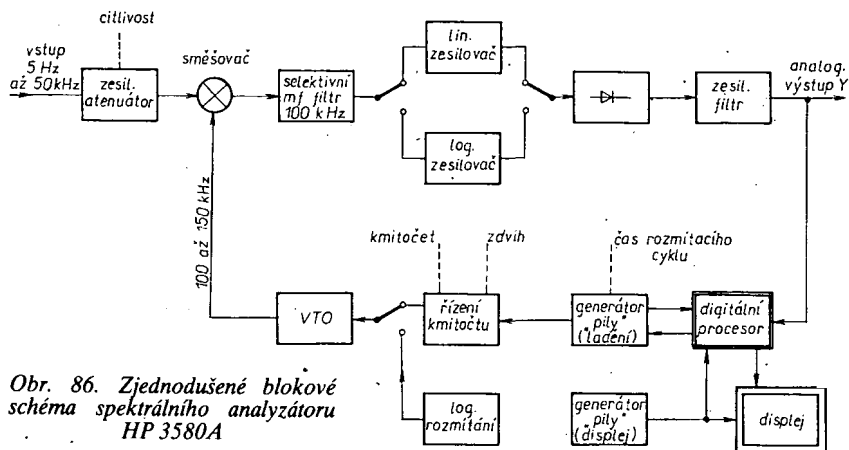 citlivost
vstup
5 Hz
až 50kHz
zesil.
atenuátor
směšovač
selektivní
mf filtr
100 kHz
lin.
zesilovač
log.
zesilovač
zesil.
filtr
analog.
výstup Y
100 až 150 kHz
kmitočet
zdvih
čas rozmítacího
cyklu
VTO
řízení
kmitočtu
generátor
"pily"
(ladění)
digitální
procesor
log.
rozmítání
generátor
"pily"
(displej)
displej
Obr. 86. Zjednodušené blokové
schéma spektrálního analyzátoru
HP 3580A